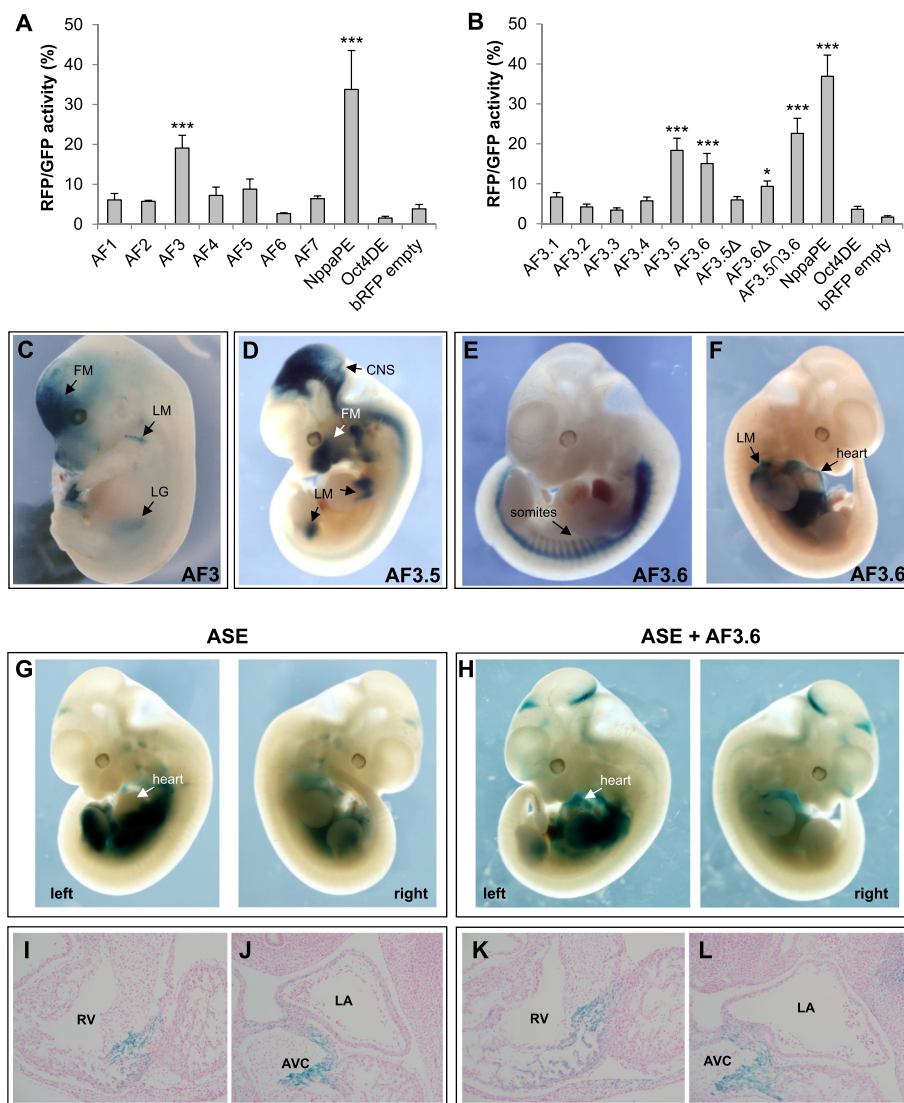 A
RFP/GFP activity (%)
50
40
30
20
10
0
***
***
AF1
AF2
AF3
AF4
AF5
AF6
AF7
NppaPE
Oct4DE
bRFP empty
B
RFP/GFP activity (%)
50
40
30
20
10
0
***
***
*
***
***
AF3.1
AF3.2
AF3.3
AF3.4
AF3.5
AF3.6
AF3.5Δ
AF3.6Δ
AF3.5∩3.6
NppaPE
Oct4DE
bRFP empty
C
FM
LM
LG
AF3
D
CNS
FM
LM
AF3.5
E
somites
AF3.6
F
LM
heart
AF3.6
ASE
ASE + AF3.6
G
heart
left
right
H
heart
left
right
I
RV
J
LA
AVC
K
RV
L
LA
AVC